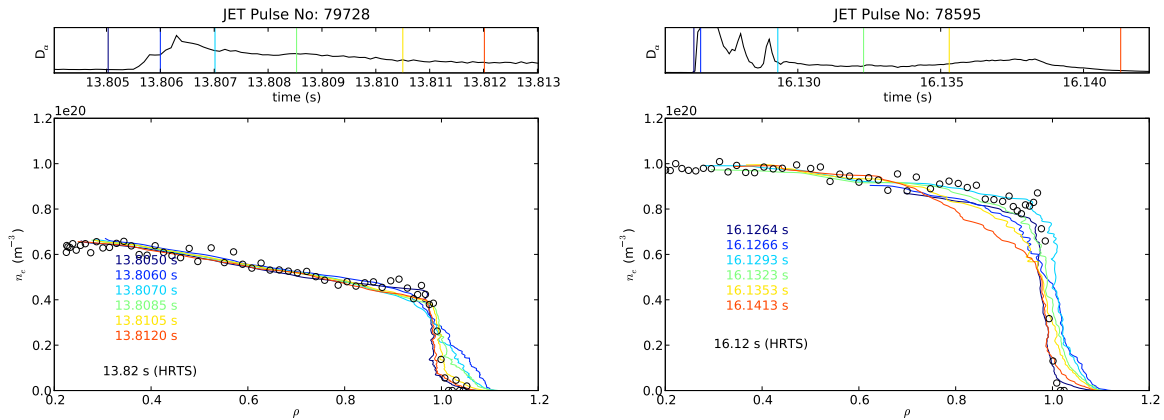 JET Pulse No: 79728
D_α
13.805 13.806 13.807 13.808 13.809 13.810 13.811 13.812 13.813
time (s)
1e20
1.2
1.0
0.8
0.6
0.4
0.2
0.0
n_e (m^{-3})
13.8050 s
13.8060 s
13.8070 s
13.8085 s
13.8105 s
13.8120 s
13.82 s (HRTS)
0.2 0.4 0.6 0.8 1.0 1.2
ρ
JET Pulse No: 78595
D_α
16.130 16.135 16.140
time (s)
1e20
1.2
1.0
0.8
0.6
0.4
0.2
0.0
n_e (m^{-3})
16.1264 s
16.1266 s
16.1293 s
16.1323 s
16.1353 s
16.1413 s
16.12 s (HRTS)
0.2 0.4 0.6 0.8 1.0 1.2
ρ